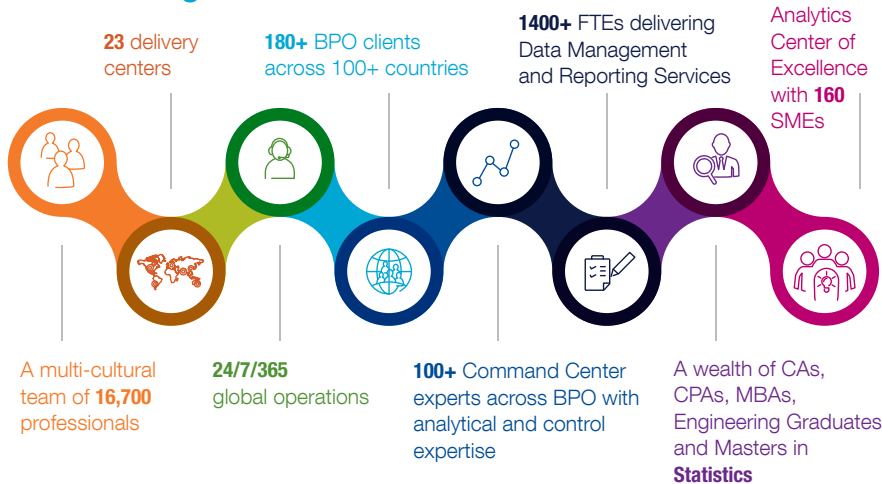 23 delivery
centers
180+ BPO clients
across 100+ countries
1400+ FTEs delivering
Data Management
and Reporting Services
Analytics
Center of
Excellence
with 160
SMEs
A multi-cultural
team of 16,700
professionals
24/7/365
global operations
100+ Command Center
experts across BPO with
analytical and control
expertise
A wealth of CAs,
CPAs, MBAs,
Engineering Graduates
and Masters in
Statistics